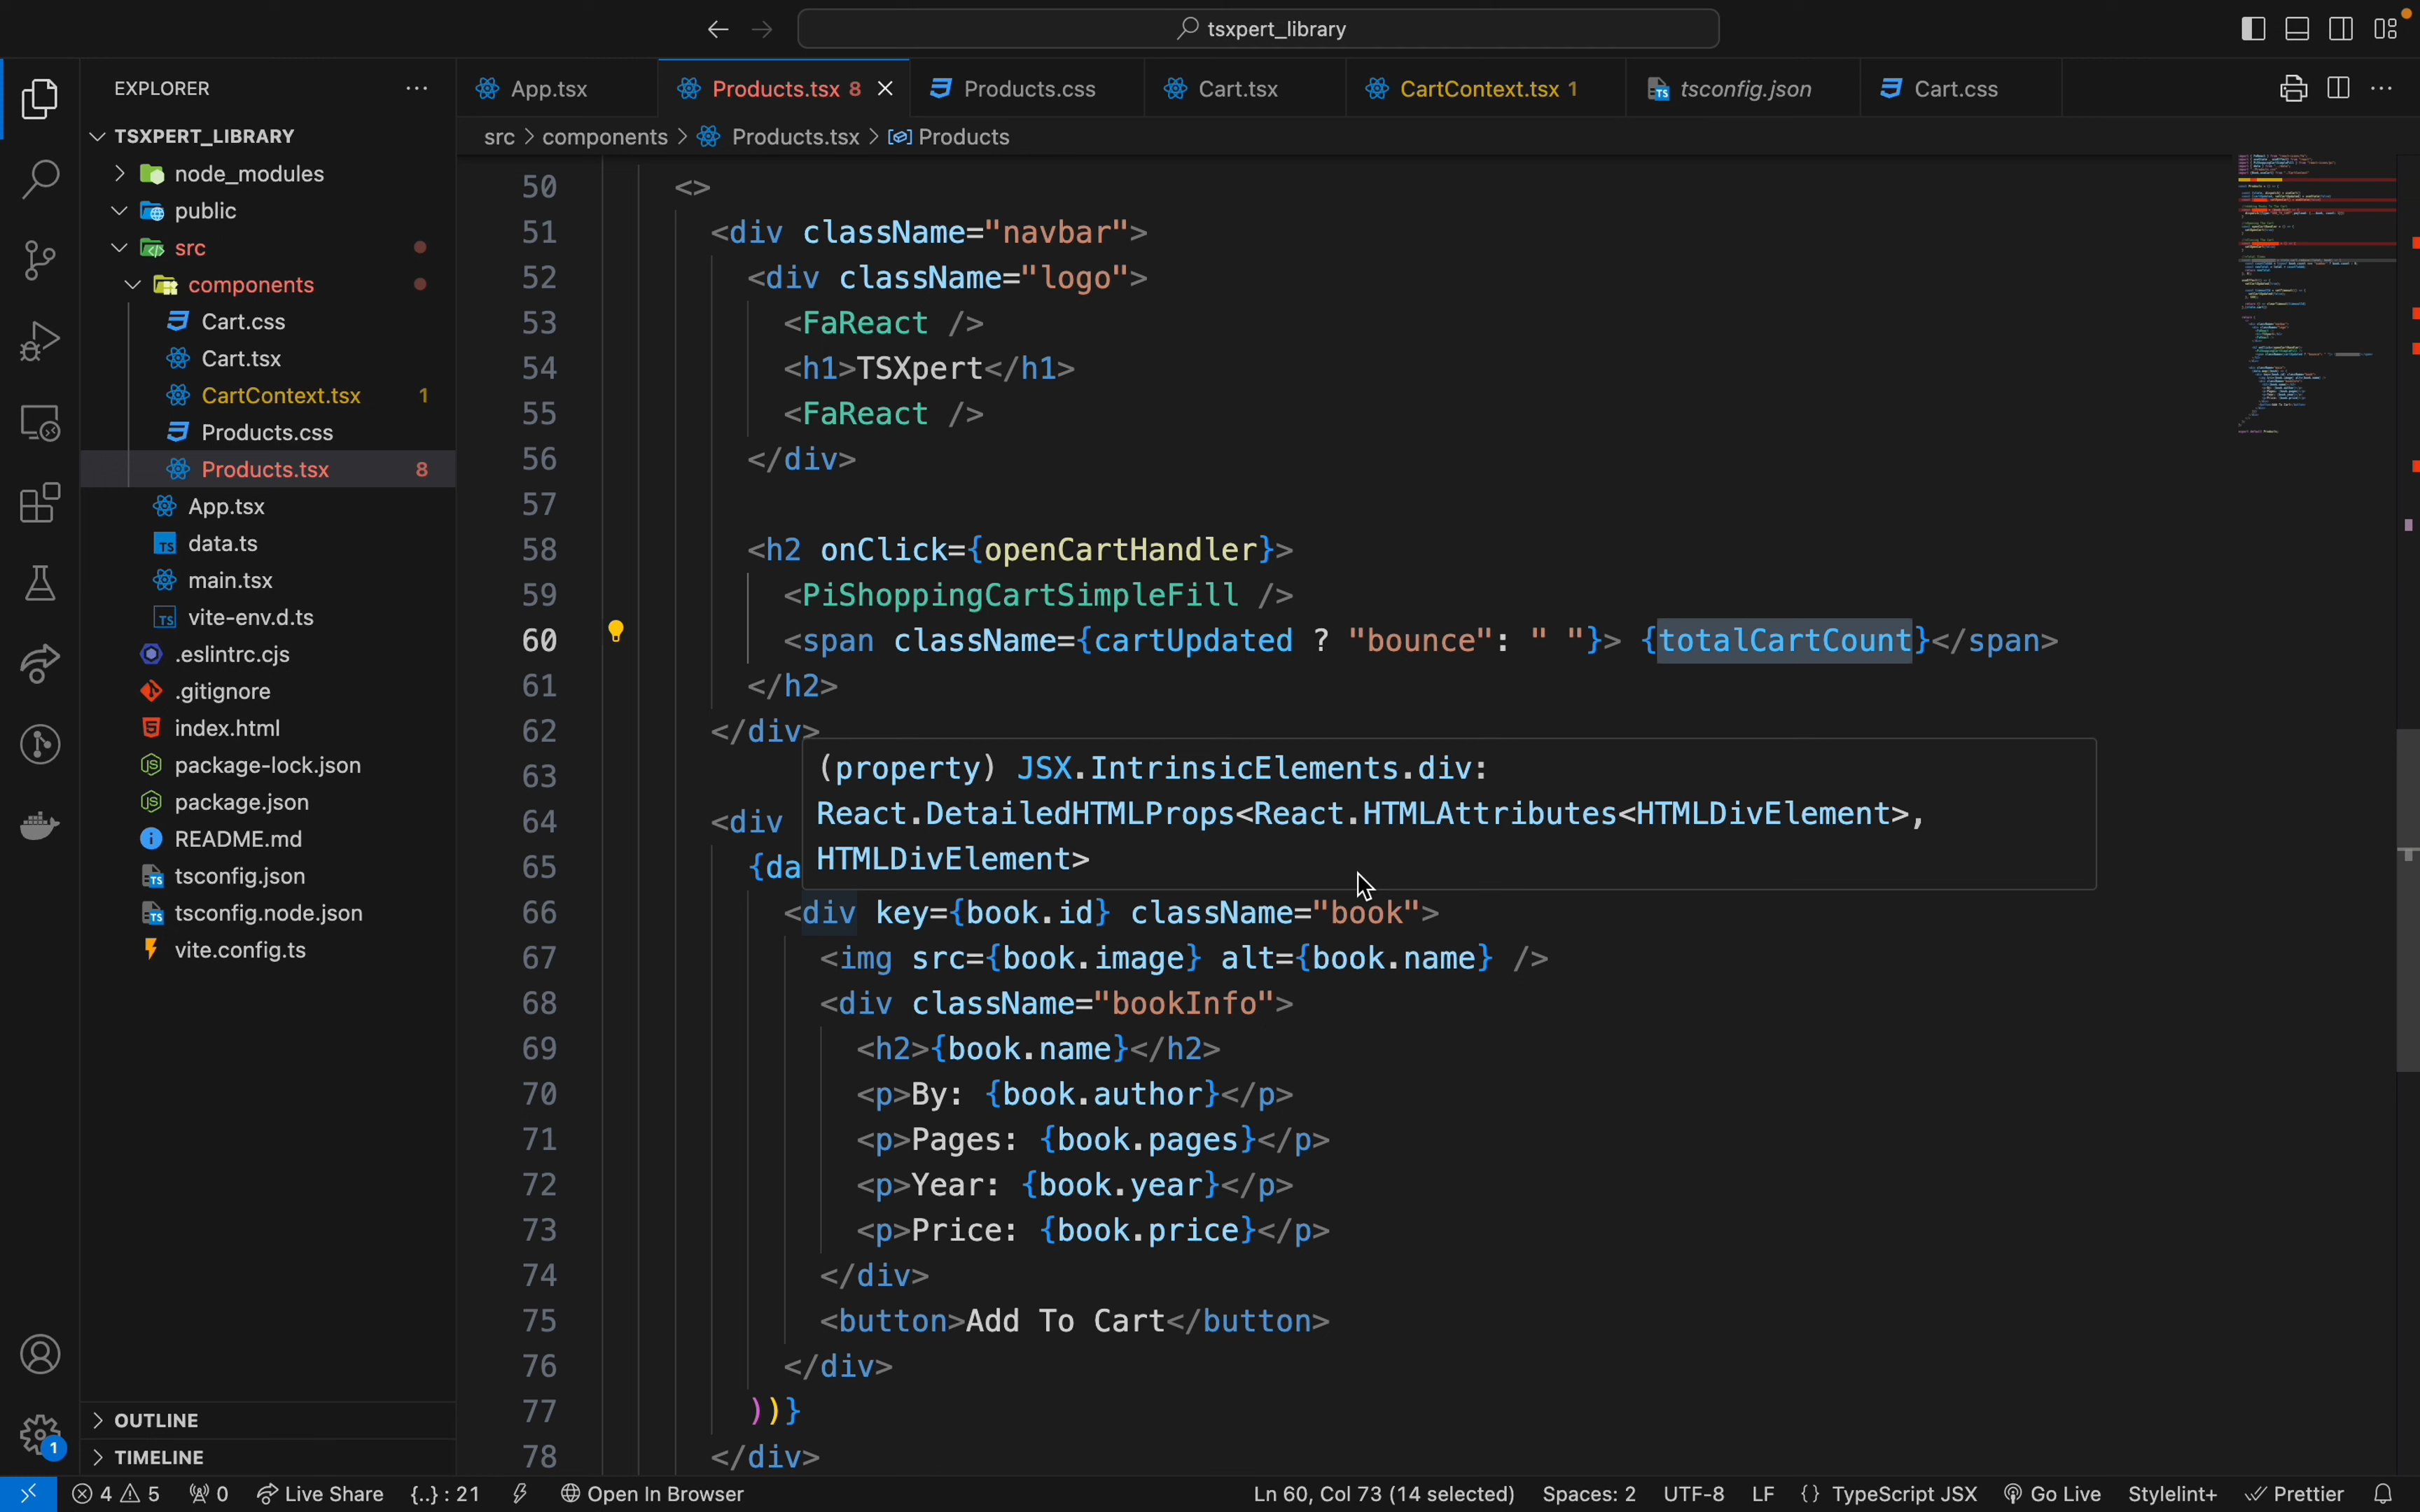 tsxpert_library
EXPLORER
TSXPERT_LIBRARY
node_modules
public
src
components
Cart.css
Cart.tsx
CartContext.tsx 1
Products.css
Products.tsx 8
App.tsx
data.ts
main.tsx
vite-env.d.ts
.eslintrc.cjs
.gitignore
index.html
package-lock.json
package.json
README.md
tsconfig.json
tsconfig.node.json
vite.config.ts
OUTLINE
TIMELINE
1
App.tsx Products.tsx 8 Products.css Cart.tsx CartContext.tsx 1 tsconfig.json Cart.css
src > components > Products.tsx > Products
50 <>
51 <div className="navbar">
52 <div className="logo">
53 <FaReact />
54 <h1>TSXpert</h1>
55 <FaReact />
56 </div>
57
58 <h2 onClick={openCartHandler}>
59 <PiShoppingCartSimpleFill />
60 <span className={cartUpdated ? "bounce": " "}> {totalCartCount}</span>
61 </h2>
62 </div>
63
(property) JSX.IntrinsicElements.div:
React.DetailedHTMLProps<React.HTMLAttributes<HTMLDivElement>,
HTMLDivElement>
64 <div
65 {da
66 <div key={book.id} className="book">
67 <img src={book.image} alt={book.name} />
68 <div className="bookInfo">
69 <h2>{book.name}</h2>
70 <p>By: {book.author}</p>
71 <p>Pages: {book.pages}</p>
72 <p>Year: {book.year}</p>
73 <p>Price: {book.price}</p>
74 </div>
75 <button>Add To Cart</button>
76 </div>
77 ))}
78 </div>
4 5 0 Live Share {..} : 21 Open In Browser Ln 60, Col 73 (14 selected) Spaces: 2 UTF-8 LF {} TypeScript JSX Go Live Stylelint+ Prettier